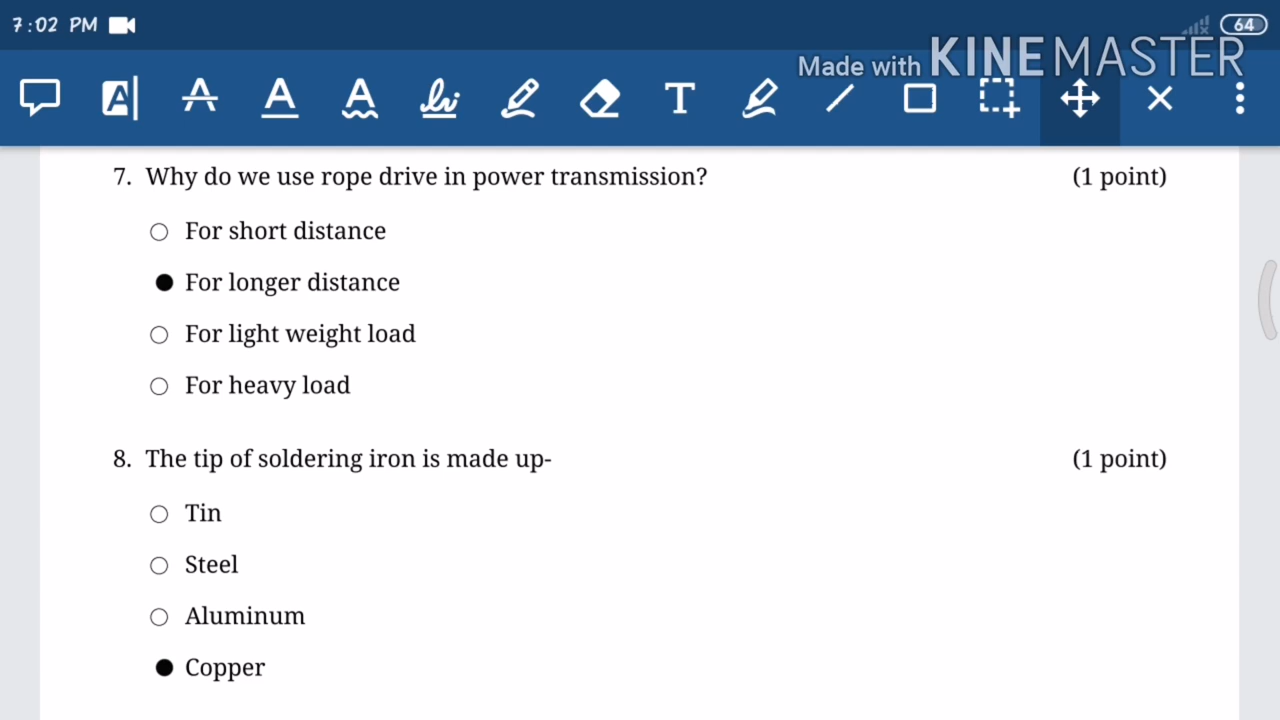 7:02 PM
64
Made with KINEMASTER
7. Why do we use rope drive in power transmission? (1 point)
For short distance
For longer distance
For light weight load
For heavy load
8. The tip of soldering iron is made up- (1 point)
Tin
Steel
Aluminum
Copper